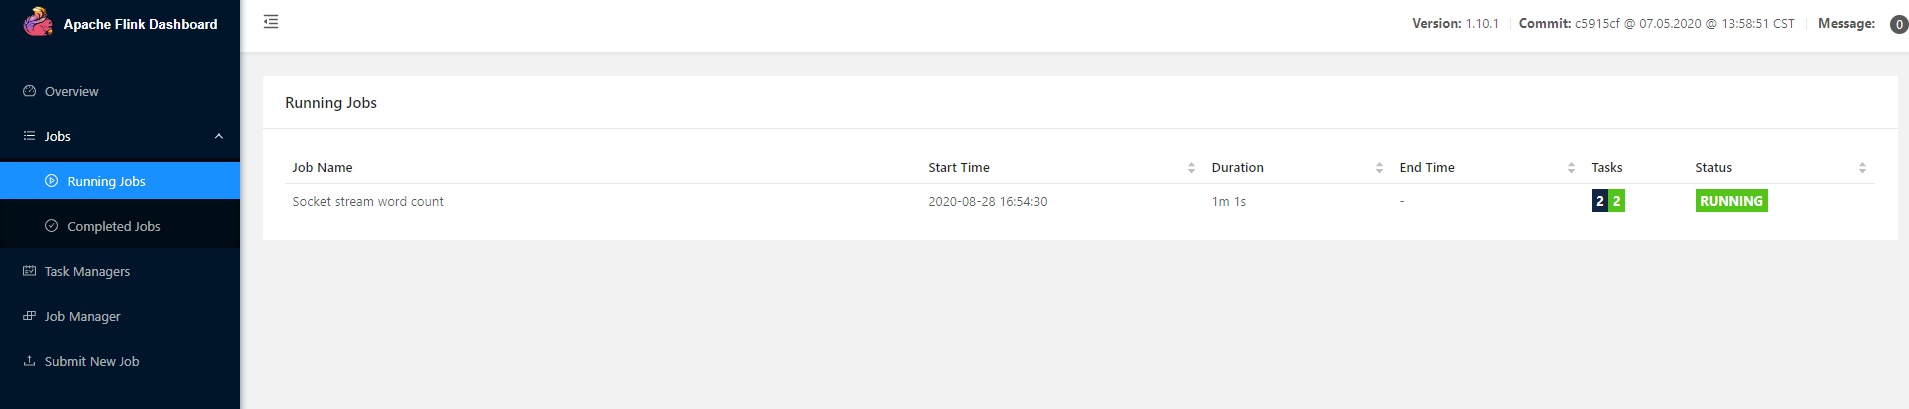 Apache Flink Dashboard
Version: 1.10.1 Commit: c5915cf @ 07.05.2020 @ 13:58:51 CST Message: 0
Overview
Jobs
Running Jobs
Completed Jobs
Task Managers
Job Manager
Submit New Job
Running Jobs
Job Name Start Time Duration End Time Tasks Status
Socket stream word count 2020-08-28 16:54:30 1m 1s - 2 2 RUNNING